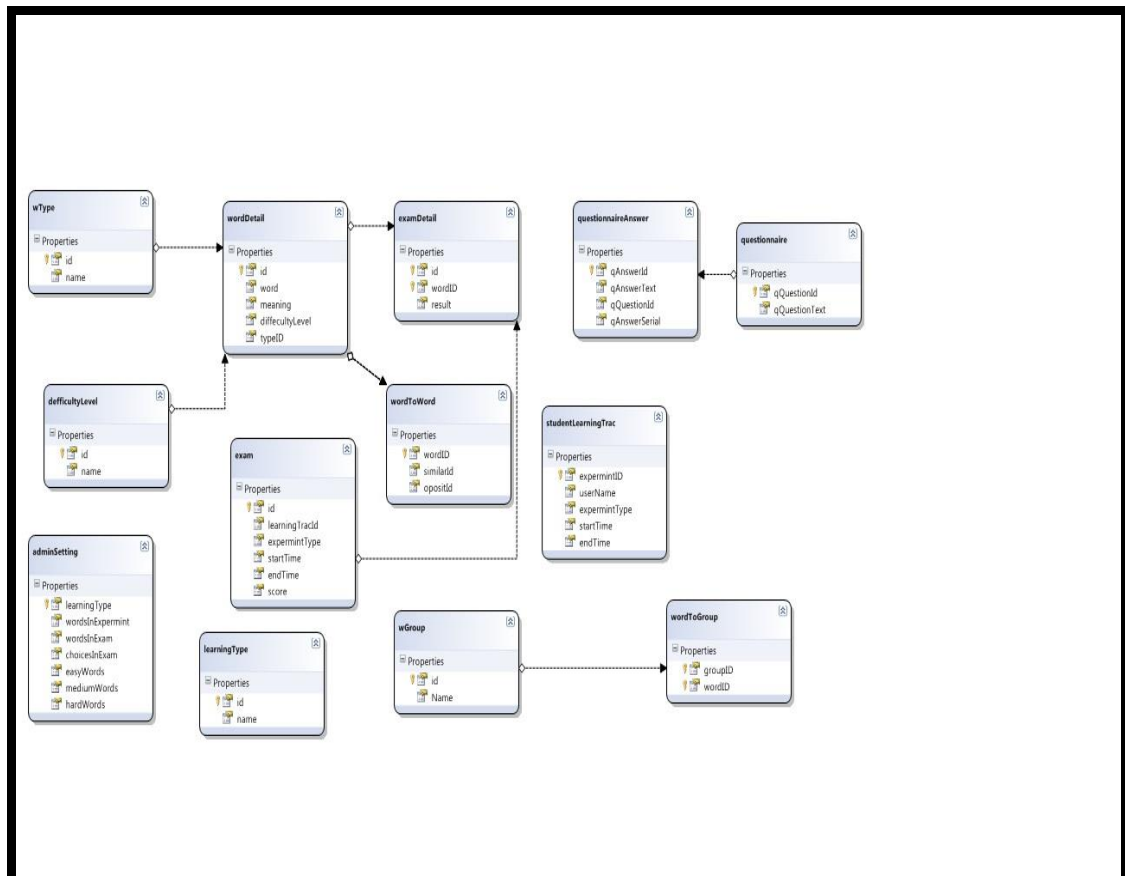 wType
Properties
id
name
wordDetail
Properties
id
word
meaning
diffecultyLevel
typeID
examDetail
Properties
id
wordID
result
questionnaireAnswer
Properties
qAnswerId
qAnswerText
qQuestionId
qAnswerSerial
questionnaire
Properties
qQuestionId
qQuestionText
defficultyLevel
Properties
id
name
exam
Properties
id
learningTracId
expermintType
startTime
endTime
score
wordToWord
Properties
wordID
similarId
opositId
studentLearningTrac
Properties
expermintID
userName
expermintType
startTime
endTime
adminSetting
Properties
learningType
wordsInExpermint
wordsInExam
choicesInExam
easyWords
mediumWords
hardWords
learningType
Properties
id
name
wGroup
Properties
id
Name
wordToGroup
Properties
groupID
wordID